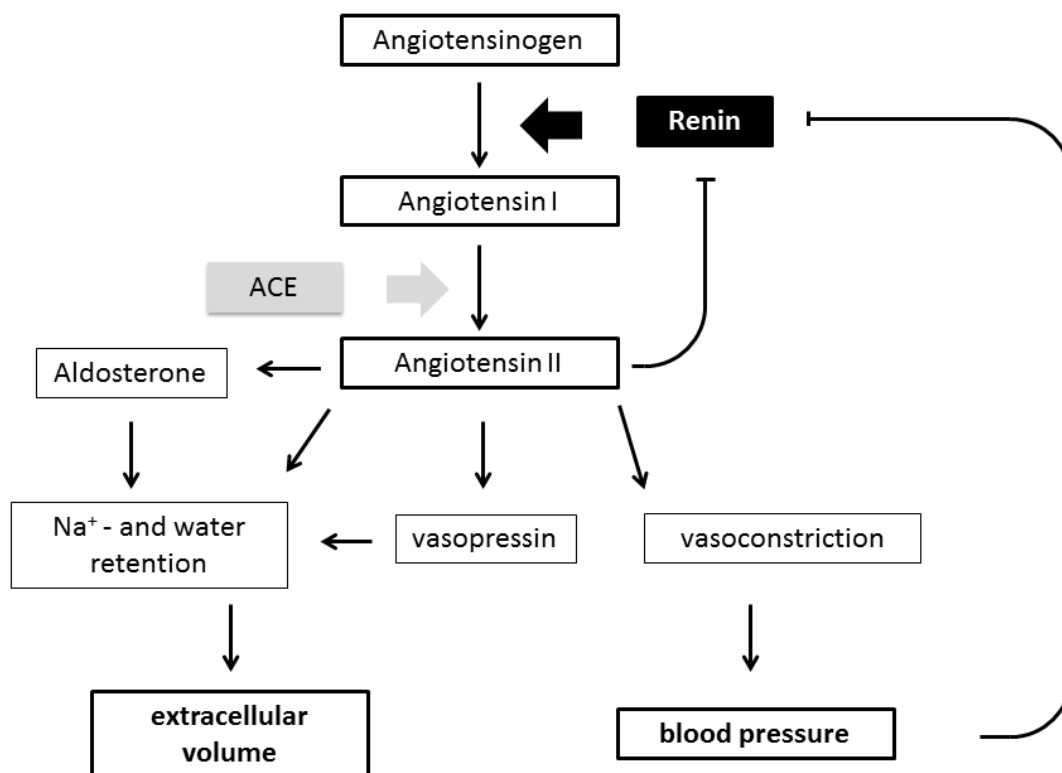 Angiotensinogen
Renin
Angiotensin I
ACE
Angiotensin II
Aldosterone
Na⁺ - and water
retention
vasopressin
vasoconstriction
extracellular
volume
blood pressure